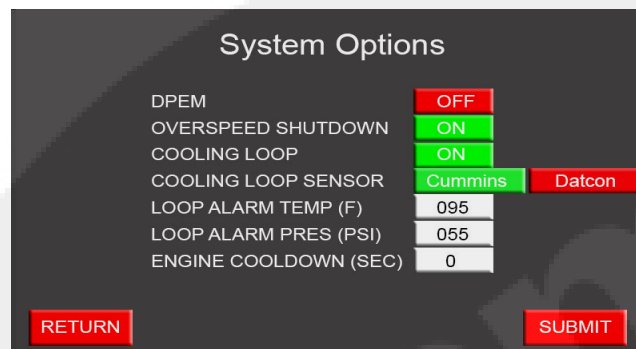 System Options
DPEM OFF
OVERSPEED SHUTDOWN ON
COOLING LOOP ON
COOLING LOOP SENSOR Cummins Datcon
LOOP ALARM TEMP (F) 095
LOOP ALARM PRES (PSI) 055
ENGINE COOLDOWN (SEC) 0
RETURN SUBMIT